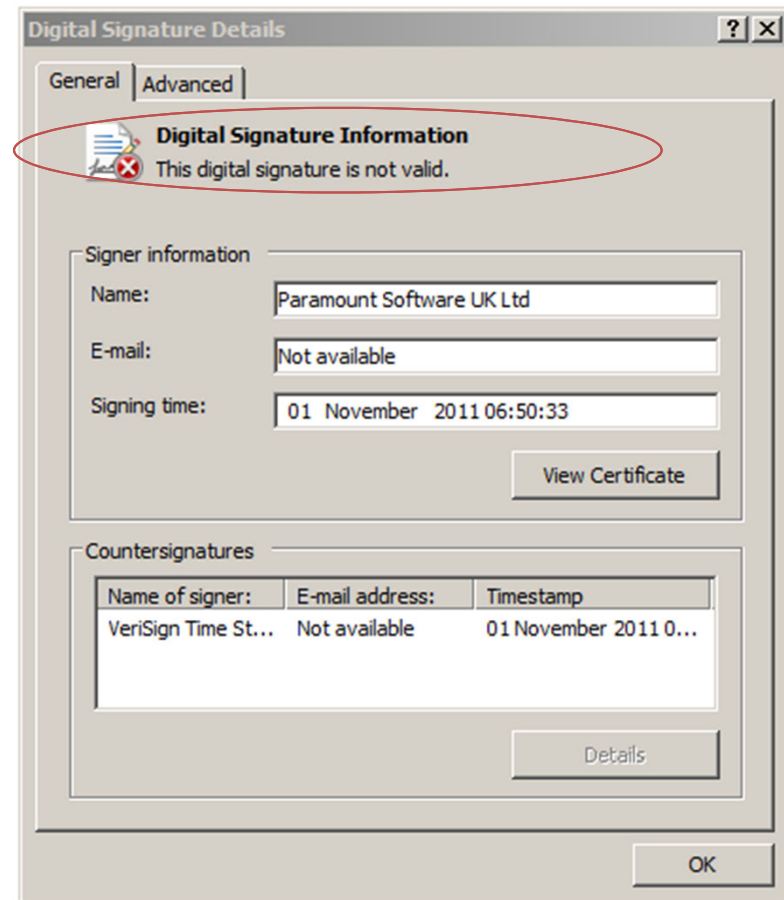 Digital Signature Details
General Advanced
Digital Signature Information
This digital signature is not valid.
Signer information
Name: Paramount Software UK Ltd
E-mail: Not available
Signing time: 01 November 2011 06:50:33
View Certificate
Countersignatures
Name of signer: E-mail address: Timestamp
VeriSign Time St... Not available 01 November 2011 0...
Details
OK